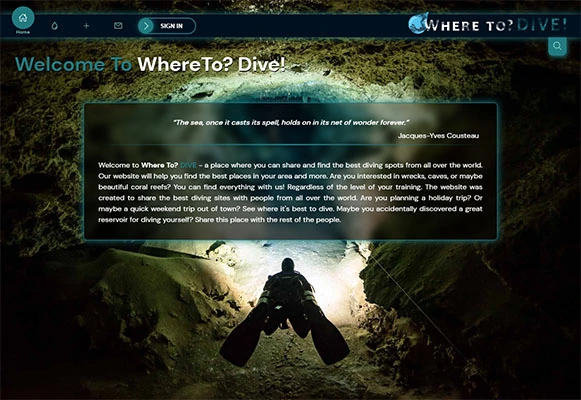 SIGN IN
WHERE TO? DIVE!
Home
Welcome To WhereTo? Dive!
"The sea, once it casts its spell, holds on in its net of wonder forever."
Jacques-Yves Cousteau
Welcome to Where To? DIVE - a place where you can share and find the best diving spots from all over the world.
Our website will help you find the best places in your area and more. Are you interested in wrecks, caves, or maybe
beautiful coral reefs? You can find everything with us! Regardless of the level of your training. The website was
created to share the best diving sites with people from all over the world. Are you planning a holiday trip? Or
maybe a quick weekend trip out of town? See where it's best to dive. Maybe you accidentally discovered a great
reservoir for diving yourself? Share this place with the rest of the people.